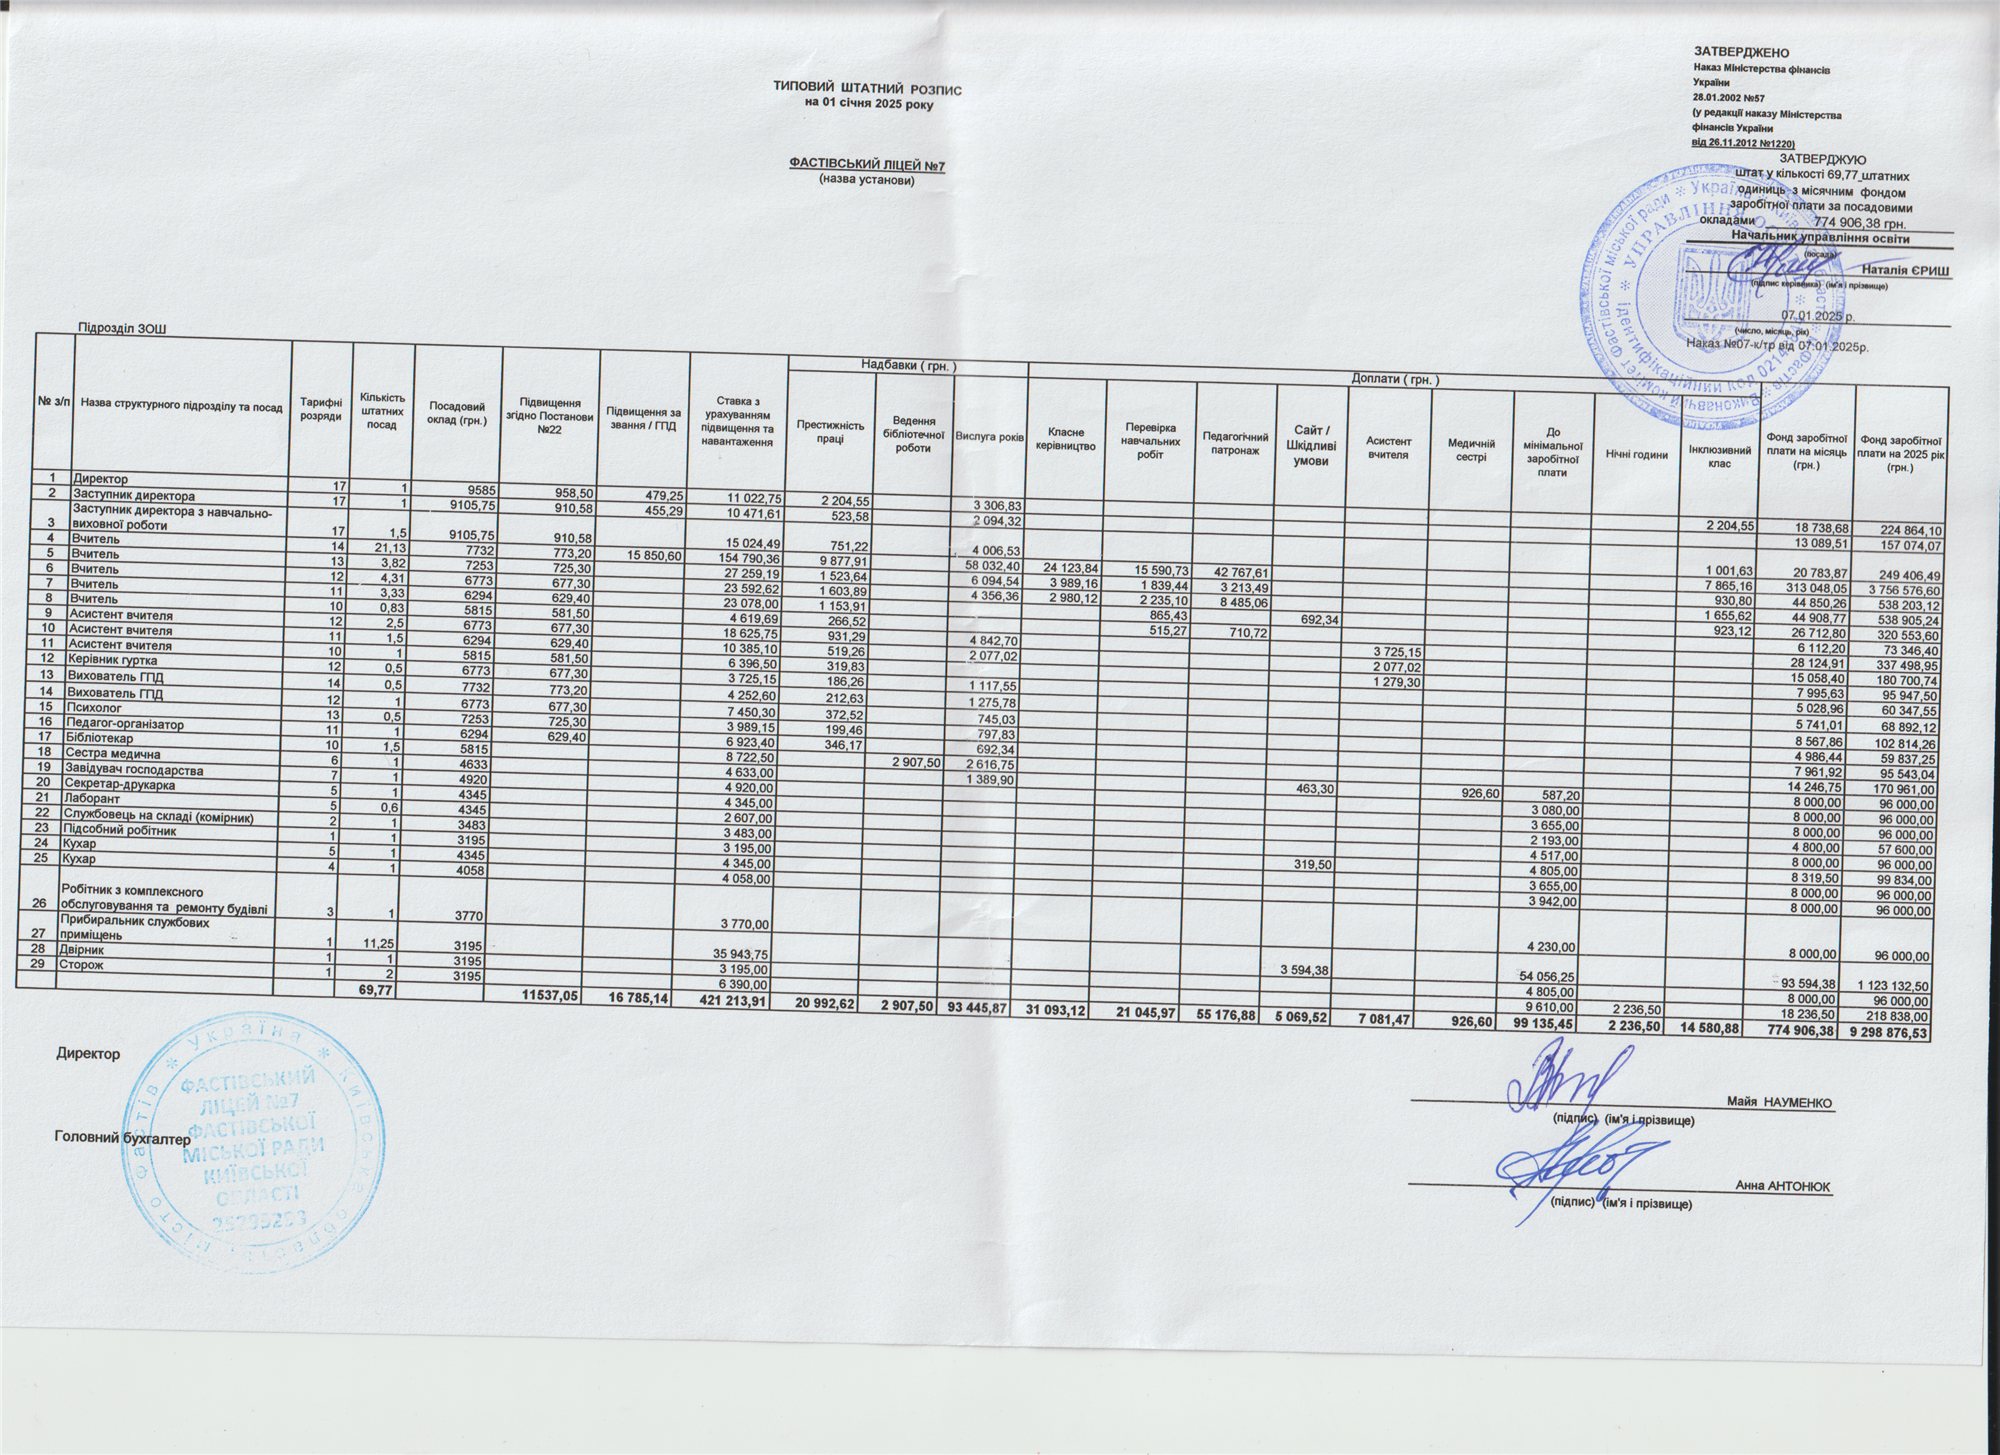 ЗАТВЕРДЖЕНО
Наказ Міністерства фінансів
України
28.01.2002 №57
(у редакції наказу Міністерства
фінансів України
від 26.11.2012 №1220)
ТИПОВИЙ ШТАТНИЙ РОЗПИС
на 01 січня 2025 року
ФАСТІВСЬКИЙ ЛІЦЕЙ №7
(назва установи)
ЗАТВЕРДЖУЮ
штат у кількості 69,77_штатних
одиниць з місячним фондом
заробітної плати за посадовими
окладами 774 906,38 грн.
Начальник управління освіти
(посада)
Наталія ЄРИШ
(підпис керівника) (ім'я і прізвище)
07.01.2025 р.
(число, місяць, рік)
Наказ №07-к/тр від 07.01.2025р.
Підрозділ ЗОШ
№ з/п Назва структурного підрозділу та посад Тарифні розряди Кількість штатних посад Посадовий оклад (грн.) Підвищення згідно Постанови №22 Підвищення за звання / ГПД Ставка з урахуванням підвищення та навантаження Надбавки ( грн. ) Доплати ( грн. ) Фонд заробітної плати на місяць (грн.) Фонд заробітної плати на 2025 рік (грн.)
Престижність праці Ведення бібліотечної роботи Вислуга років Класне керівництво Перевірка навчальних робіт Педагогічний патронаж Сайт / Шкідливі умови Асистент вчителя Медичній сестрі До мінімальної заробітної плати Нічні години Інклюзивний клас
1 Директор 17 1 9585 958,50 479,25 11 022,75 2 204,55 3 306,83 2 204,55 18 738,68 224 864,10
2 Заступник директора 17 1 9105,75 910,58 455,29 10 471,61 523,58 2 094,32 13 089,51 157 074,07
3 Заступник директора з навчально-виховної роботи 17 1,5 9105,75 910,58 15 024,49 751,22 4 006,53 1 001,63 20 783,87 249 406,49
4 Вчитель 14 21,13 7732 773,20 15 850,60 154 790,36 9 877,91 58 032,40 24 123,84 15 590,73 42 767,61 7 865,16 313 048,05 3 756 576,60
5 Вчитель 13 3,82 7253 725,30 27 259,19 1 523,64 6 094,54 3 989,16 1 839,44 3 213,49 930,80 44 850,26 538 203,12
6 Вчитель 12 4,31 6773 677,30 23 592,62 1 603,89 4 356,36 2 980,12 2 235,10 8 485,06 1 655,62 44 908,77 538 905,24
7 Вчитель 11 3,33 6294 629,40 23 078,00 1 153,91 865,43 692,34 923,12 26 712,80 320 553,60
8 Вчитель 10 0,83 5815 581,50 4 619,69 266,52 515,27 710,72 6 112,20 73 346,40
9 Асистент вчителя 12 2,5 6773 677,30 18 625,75 931,29 4 842,70 3 725,15 28 124,91 337 498,95
10 Асистент вчителя 11 1,5 6294 629,40 10 385,10 519,26 2 077,02 2 077,02 15 058,40 180 700,74
11 Асистент вчителя 10 1 5815 581,50 6 396,50 319,83 1 279,30 7 995,63 95 947,50
12 Керівник гуртка 12 0,5 6773 677,30 3 725,15 186,26 1 117,55 5 028,96 60 347,55
13 Вихователь ГПД 14 0,5 7732 773,20 4 252,60 212,63 1 275,78 5 741,01 68 892,12
14 Вихователь ГПД 12 1 6773 677,30 7 450,30 372,52 745,03 8 567,86 102 814,26
15 Психолог 13 0,5 7253 725,30 3 989,15 199,46 797,83 4 986,44 59 837,25
16 Педагог-організатор 11 1 6294 629,40 6 923,40 346,17 692,34 7 961,92 95 543,04
17 Бібліотекар 10 1,5 5815 8 722,50 2 907,50 2 616,75 14 246,75 170 961,00
18 Сестра медична 6 1 4633 4 633,00 1 389,90 463,30 926,60 587,20 8 000,00 96 000,00
19 Завідувач господарства 7 1 4920 4 920,00 3 080,00 8 000,00 96 000,00
20 Секретар-друкарка 5 1 4345 4 345,00 3 655,00 8 000,00 96 000,00
21 Лаборант 5 0,6 4345 2 607,00 2 193,00 4 800,00 57 600,00
22 Службовець на складі (комірник) 2 1 3483 3 483,00 4 517,00 8 000,00 96 000,00
23 Підсобний робітник 1 1 3195 3 195,00 319,50 4 805,00 8 319,50 99 834,00
24 Кухар 5 1 4345 4 345,00 3 655,00 8 000,00 96 000,00
25 Кухар 4 1 4058 4 058,00 3 942,00 8 000,00 96 000,00
26 Робітник з комплексного обслуговування та ремонту будівлі 3 1 3770 3 770,00 4 230,00 8 000,00 96 000,00
27 Прибиральник службових приміщень 1 11,25 3195 35 943,75 3 594,38 54 056,25 93 594,38 1 123 132,50
28 Двірник 1 1 3195 3 195,00 4 805,00 8 000,00 96 000,00
29 Сторож 1 2 3195 6 390,00 9 610,00 2 236,50 18 236,50 218 838,00
69,77 11537,05 16 785,14 421 213,91 20 992,62 2 907,50 93 445,87 31 093,12 21 045,97 55 176,88 5 069,52 7 081,47 926,60 99 135,45 2 236,50 14 580,88 774 906,38 9 298 876,53
Директор
Майя НАУМЕНКО
(підпис) (ім'я і прізвище)
Головний бухгалтер
Анна АНТОНЮК
(підпис) (ім'я і прізвище)
Україна * Київська область * місто Фастів *
ФАСТІВСЬКИЙ
ЛІЦЕЙ №7
ФАСТІВСЬКОЇ
МІСЬКОЇ РАДИ
КИЇВСЬКОЇ
ОБЛАСТІ